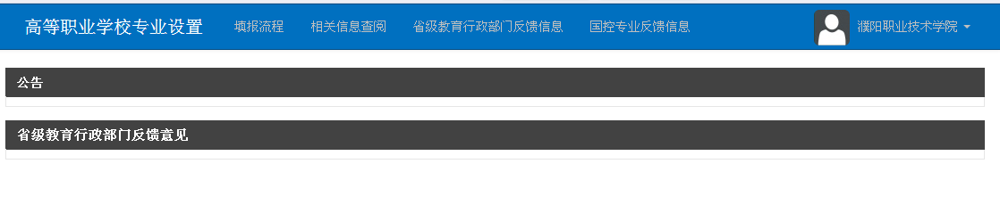 高等职业学校专业设置 填报流程 相关信息查阅 省级教育行政部门反馈信息 国控专业反馈信息 濮阳职业技术学院
公告
省级教育行政部门反馈意见